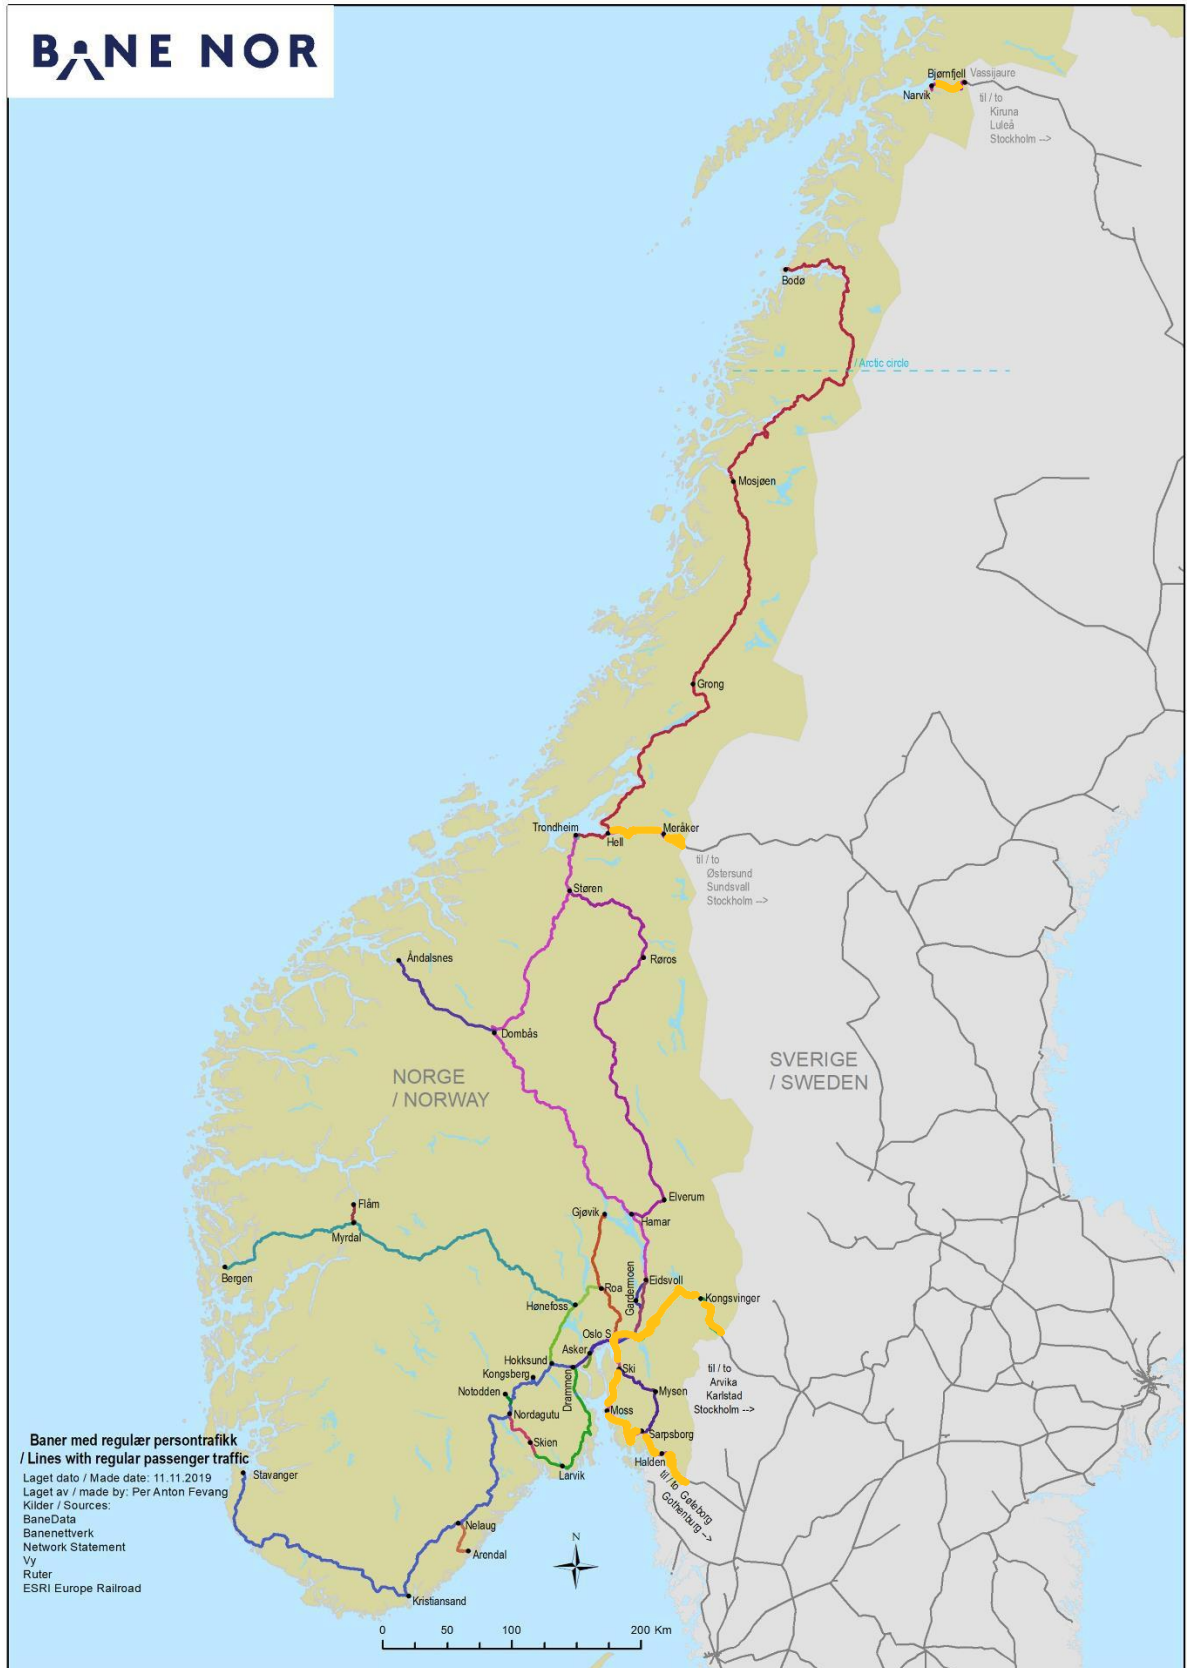 BANE NOR
Bjørnfjell
Vassijaure
Narvik
til / to
Kiruna
Luleå
Stockholm -->
Bodø
/ Arctic circle
Mosjøen
Grong
Trondheim
Hell
Meråker
til / to
Østersund
Sundsvall
Stockholm -->
Støren
Åndalsnes
Røros
Dombås
NORGE
/ NORWAY
SVERIGE
/ SWEDEN
Flåm
Myrdal
Bergen
Gjøvik
Elverum
Hamar
Eidsvoll
Gardermoen
Roa
Kongsvinger
Hønefoss
Oslo S
Asker
Hokksund
Kongsberg
Drammen
Ski
Notodden
Mysen
Nordagutu
Moss
til / to
Arvika
Karlstad
Stockholm -->
Skien
Sarpsborg
Larvik
Halden
til / to Gøteborg
Gothenburg -->
Baner med regulær persontrafikk
/ Lines with regular passenger traffic
Laget dato / Made date: 11.11.2019
Laget av / made by: Per Anton Fevang
Kilder / Sources:
BaneData
Banenettverk
Network Statement
Vy
Ruter
ESRI Europe Railroad
Stavanger
Nelaug
Arendal
Kristiansand
N
0 50 100 200 Km